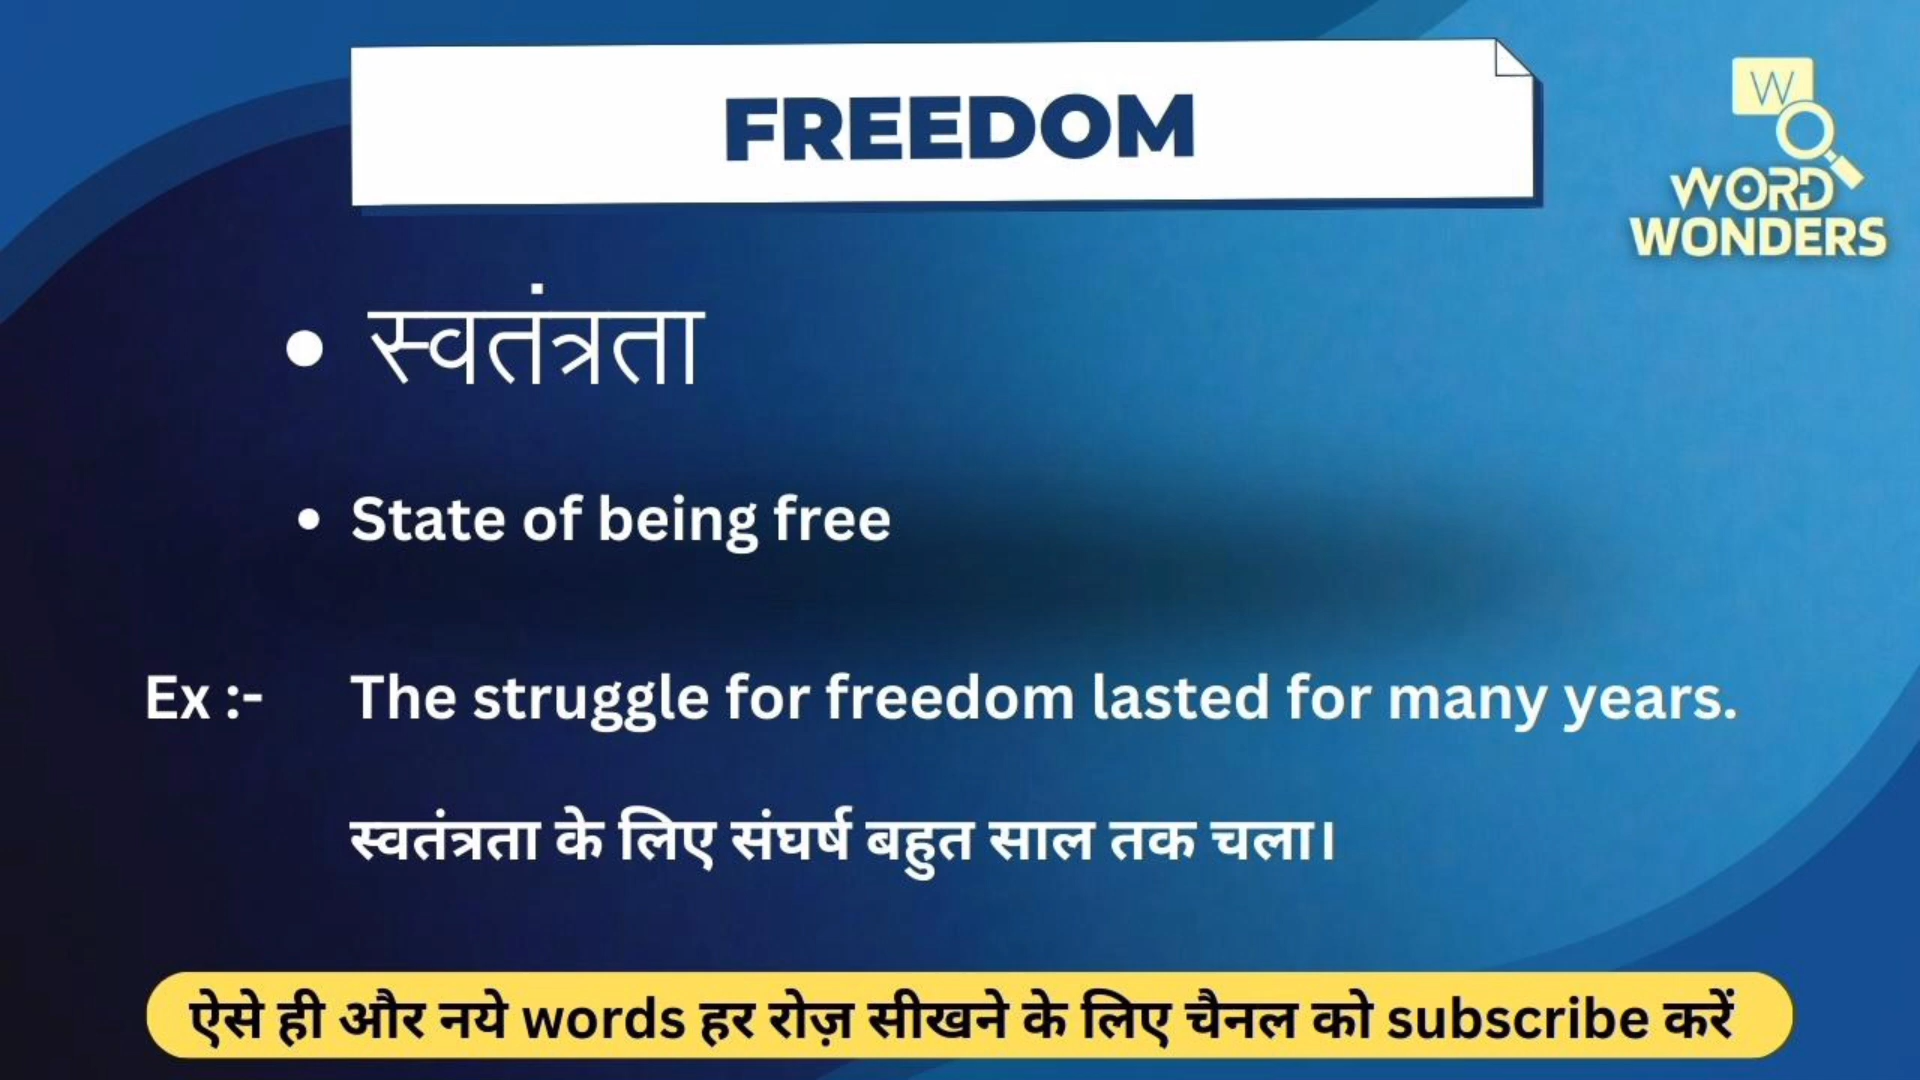 FREEDOM
W
WORD
WONDERS
• स्वतंत्रता
• State of being free
Ex :- The struggle for freedom lasted for many years.
स्वतंत्रता के लिए संघर्ष बहुत साल तक चला।
ऐसे ही और नये words हर रोज़ सीखने के लिए चैनल को subscribe करें